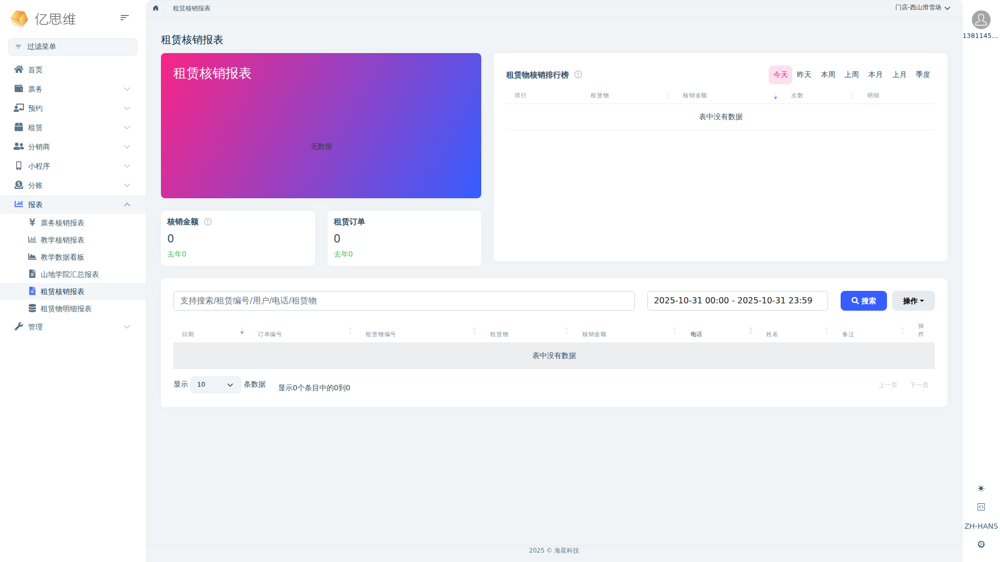 亿思维
过滤菜单
首页
票务
预约
租赁
分销商
小程序
分账
报表
票务核销报表
教学核销报表
教学数据看板
山地学院汇总报表
租赁核销报表
租赁物明细报表
管理
租赁核销报表
门店-西山滑雪场
1381145...
租赁核销报表
租赁核销报表
无数据
核销金额
0
去年0
租赁订单
0
去年0
租赁物核销排行榜
今天 昨天 本周 上周 本月 上月 季度
排行 租赁物 核销金额 次数 明细
表中没有数据
支持搜索/租赁编号/用户/电话/租赁物
2025-10-31 00:00 - 2025-10-31 23:59
搜索
操作
日期 订单编号 租赁物编号 租赁物 核销金额 电话 姓名 备注 操作
表中没有数据
显示 10 条数据
显示0个条目中的0到0
上一页 下一页
ZH-HANS
2025 © 海星科技